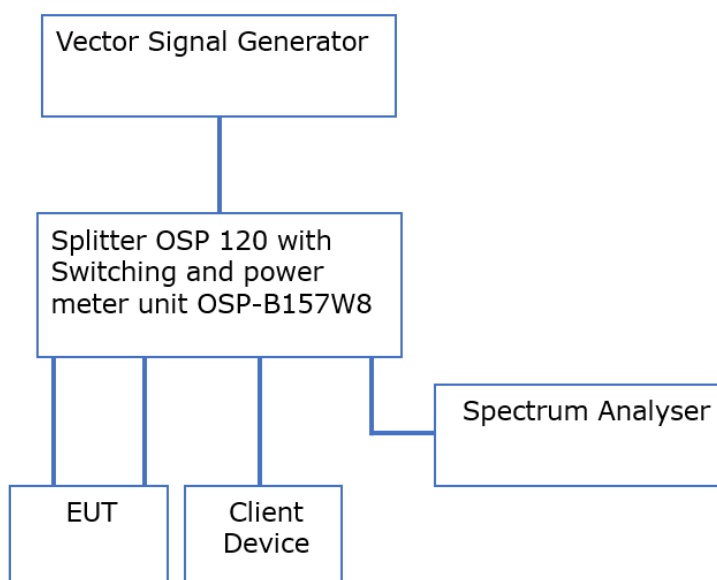 Vector Signal Generator
Splitter OSP 120 with
Switching and power
meter unit OSP-B157W8
Spectrum Analyser
EUT
Client
Device